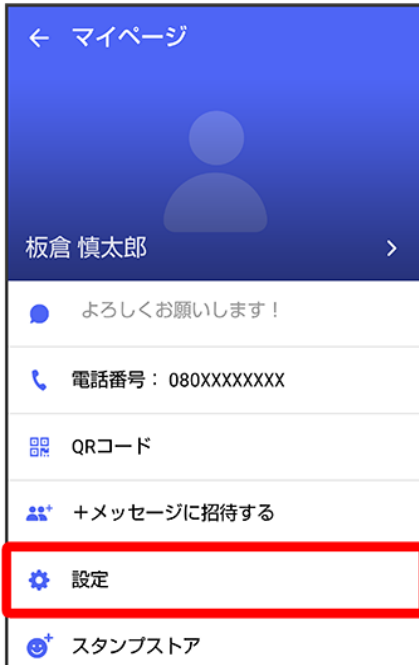 マイページ
板倉 慎太郎
よろしくお願いします！
電話番号： 080XXXXXXXX
QRコード
＋メッセージに招待する
設定
スタンプストア